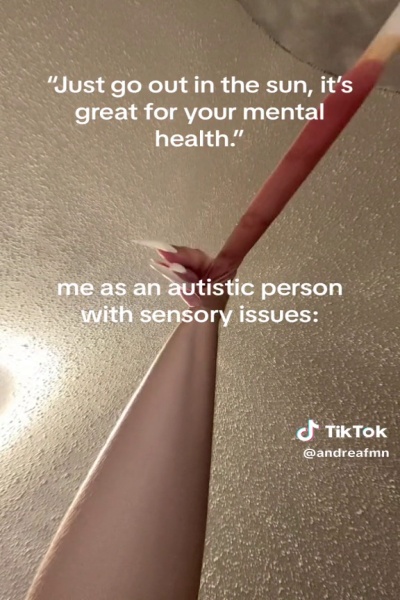 “Just go out in the sun, it’s
great for your mental
health.”
me as an autistic person
with sensory issues:
TikTok
@andreafmn